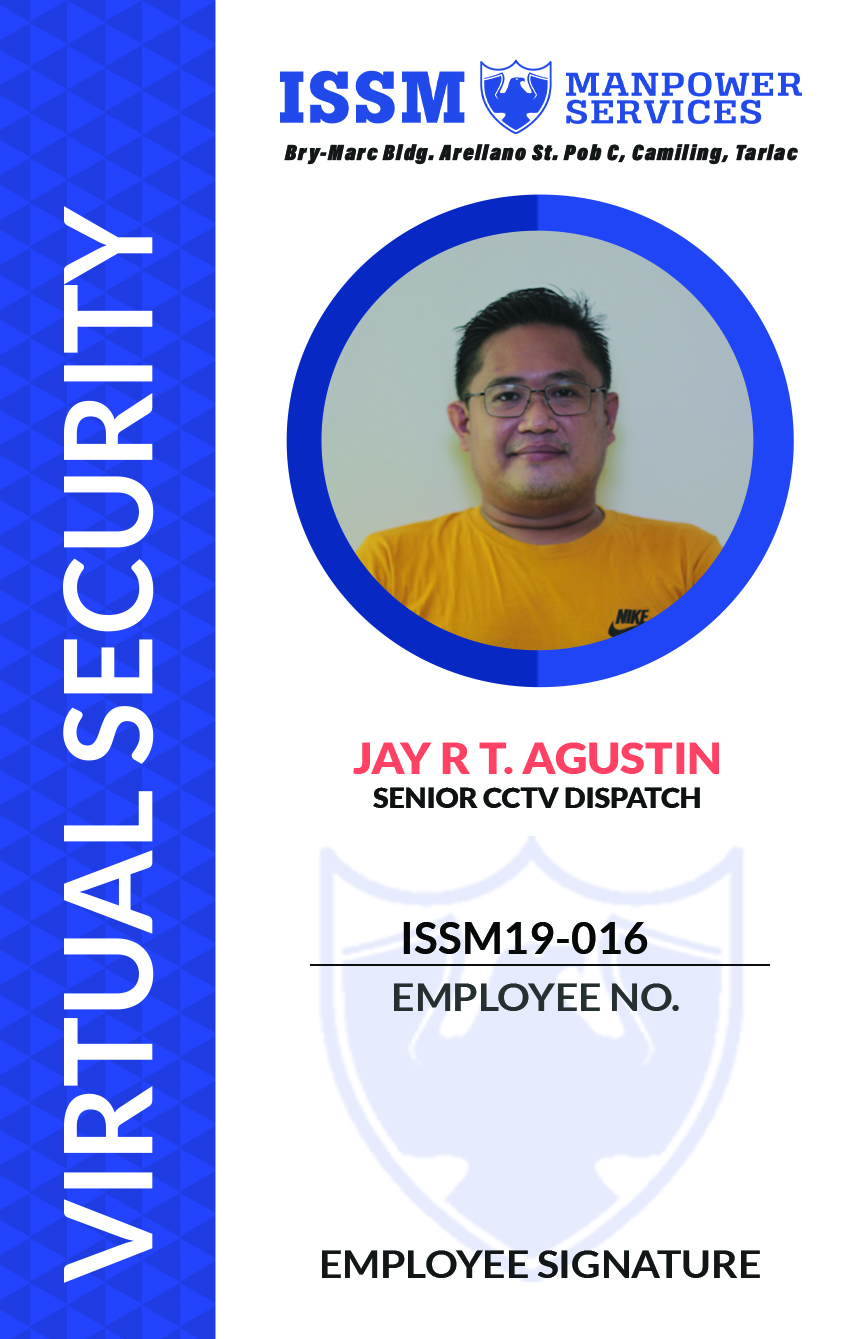 ISSM MANPOWER
SERVICES
Bry-Marc Bldg. Arellano St. Pob C, Camiling, Tarlac
VIRTUAL SECURITY
NIKE
JAY R T. AGUSTIN
SENIOR CCTV DISPATCH
ISSM19-016
EMPLOYEE NO.
EMPLOYEE SIGNATURE